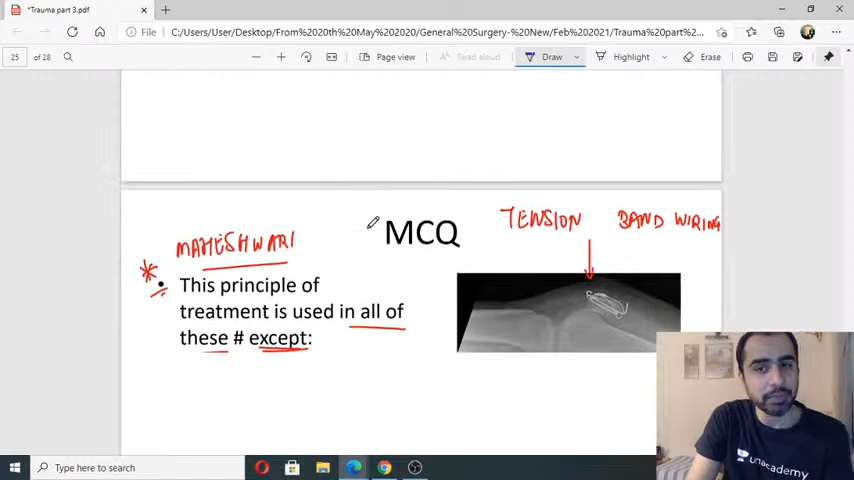 *Trauma part 3.pdf
File
C:/Users/User/Desktop/From%2020th%20May%202020/General%20Surgery-%20New/Feb%202021/Trauma%20part%...
25
of 28
Page view
Read aloud
Draw
Highlight
Erase
MCQ
TENSION BAND WIRING
MAHESHWARI
* • This principle of
treatment is used in all of
these # except:
unacademy
Type here to search